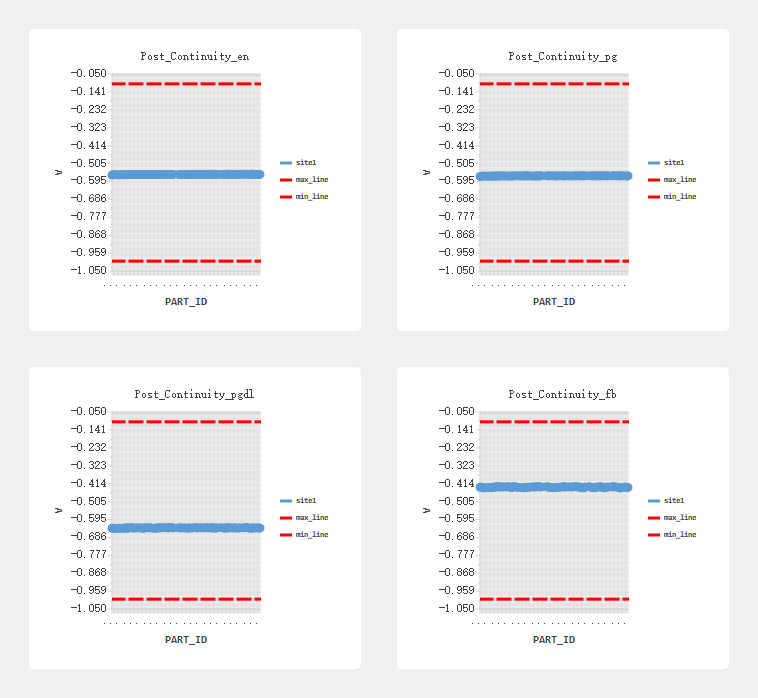 Post_Continuity_en
-0.050
-0.141
-0.232
-0.323
-0.414
-0.505
-0.595
-0.686
-0.777
-0.868
-0.959
-1.050
V
site1
max_line
min_line
PART_ID
Post_Continuity_pg
-0.050
-0.141
-0.232
-0.323
-0.414
-0.505
-0.595
-0.686
-0.777
-0.868
-0.959
-1.050
V
site1
max_line
min_line
PART_ID
Post_Continuity_pgdl
-0.050
-0.141
-0.232
-0.323
-0.414
-0.505
-0.595
-0.686
-0.777
-0.868
-0.959
-1.050
V
site1
max_line
min_line
PART_ID
Post_Continuity_fb
-0.050
-0.141
-0.232
-0.323
-0.414
-0.505
-0.595
-0.686
-0.777
-0.868
-0.959
-1.050
V
site1
max_line
min_line
PART_ID